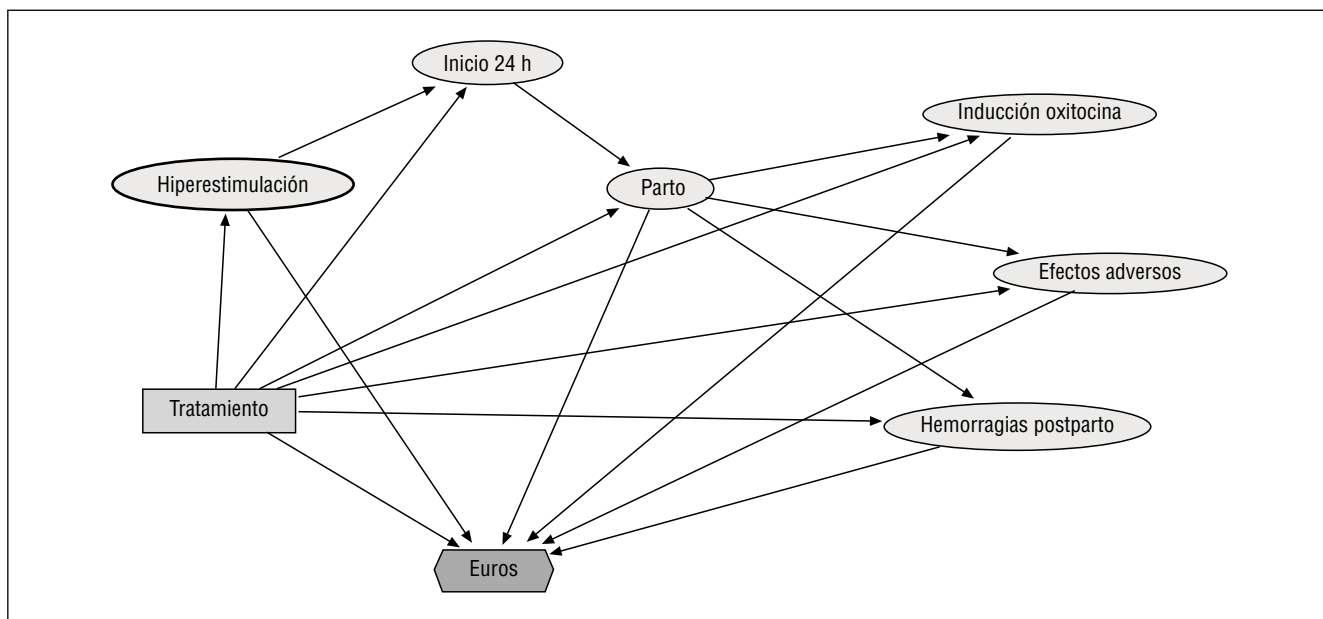 Inicio 24 h
Inducción oxitocina
Hiperestimulación
Parto
Efectos adversos
Tratamiento
Hemorragias postparto
Euros